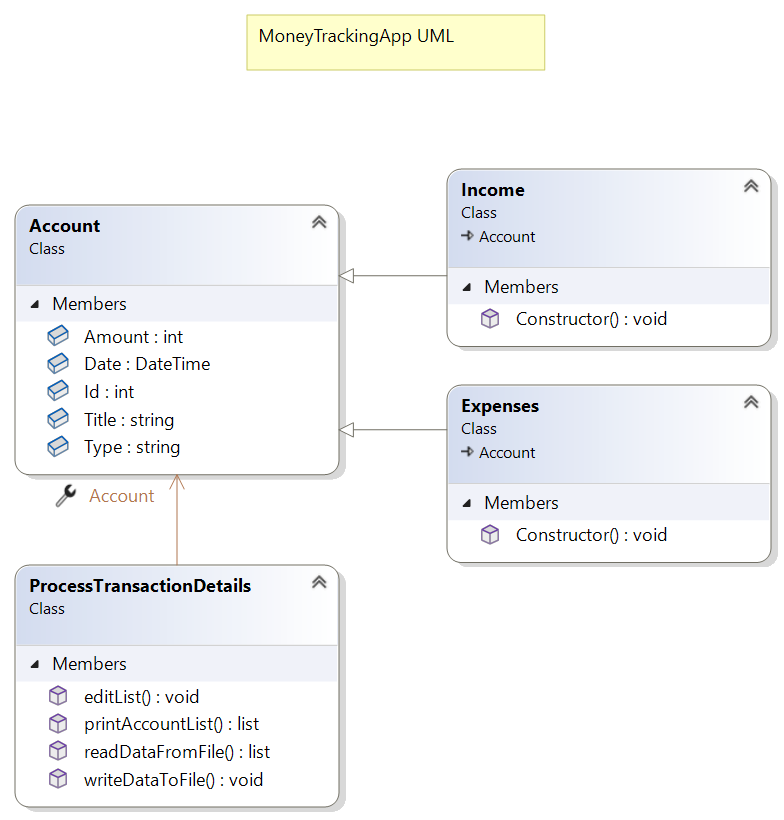 MoneyTrackingApp UML
Account
Class
Members
Amount : int
Date : DateTime
Id : int
Title : string
Type : string
Account
Income
Class
Account
Members
Constructor() : void
Expenses
Class
Account
Members
Constructor() : void
ProcessTransactionDetails
Class
Members
editList() : void
printAccountList() : list
readDataFromFile() : list
writeDataToFile() : void